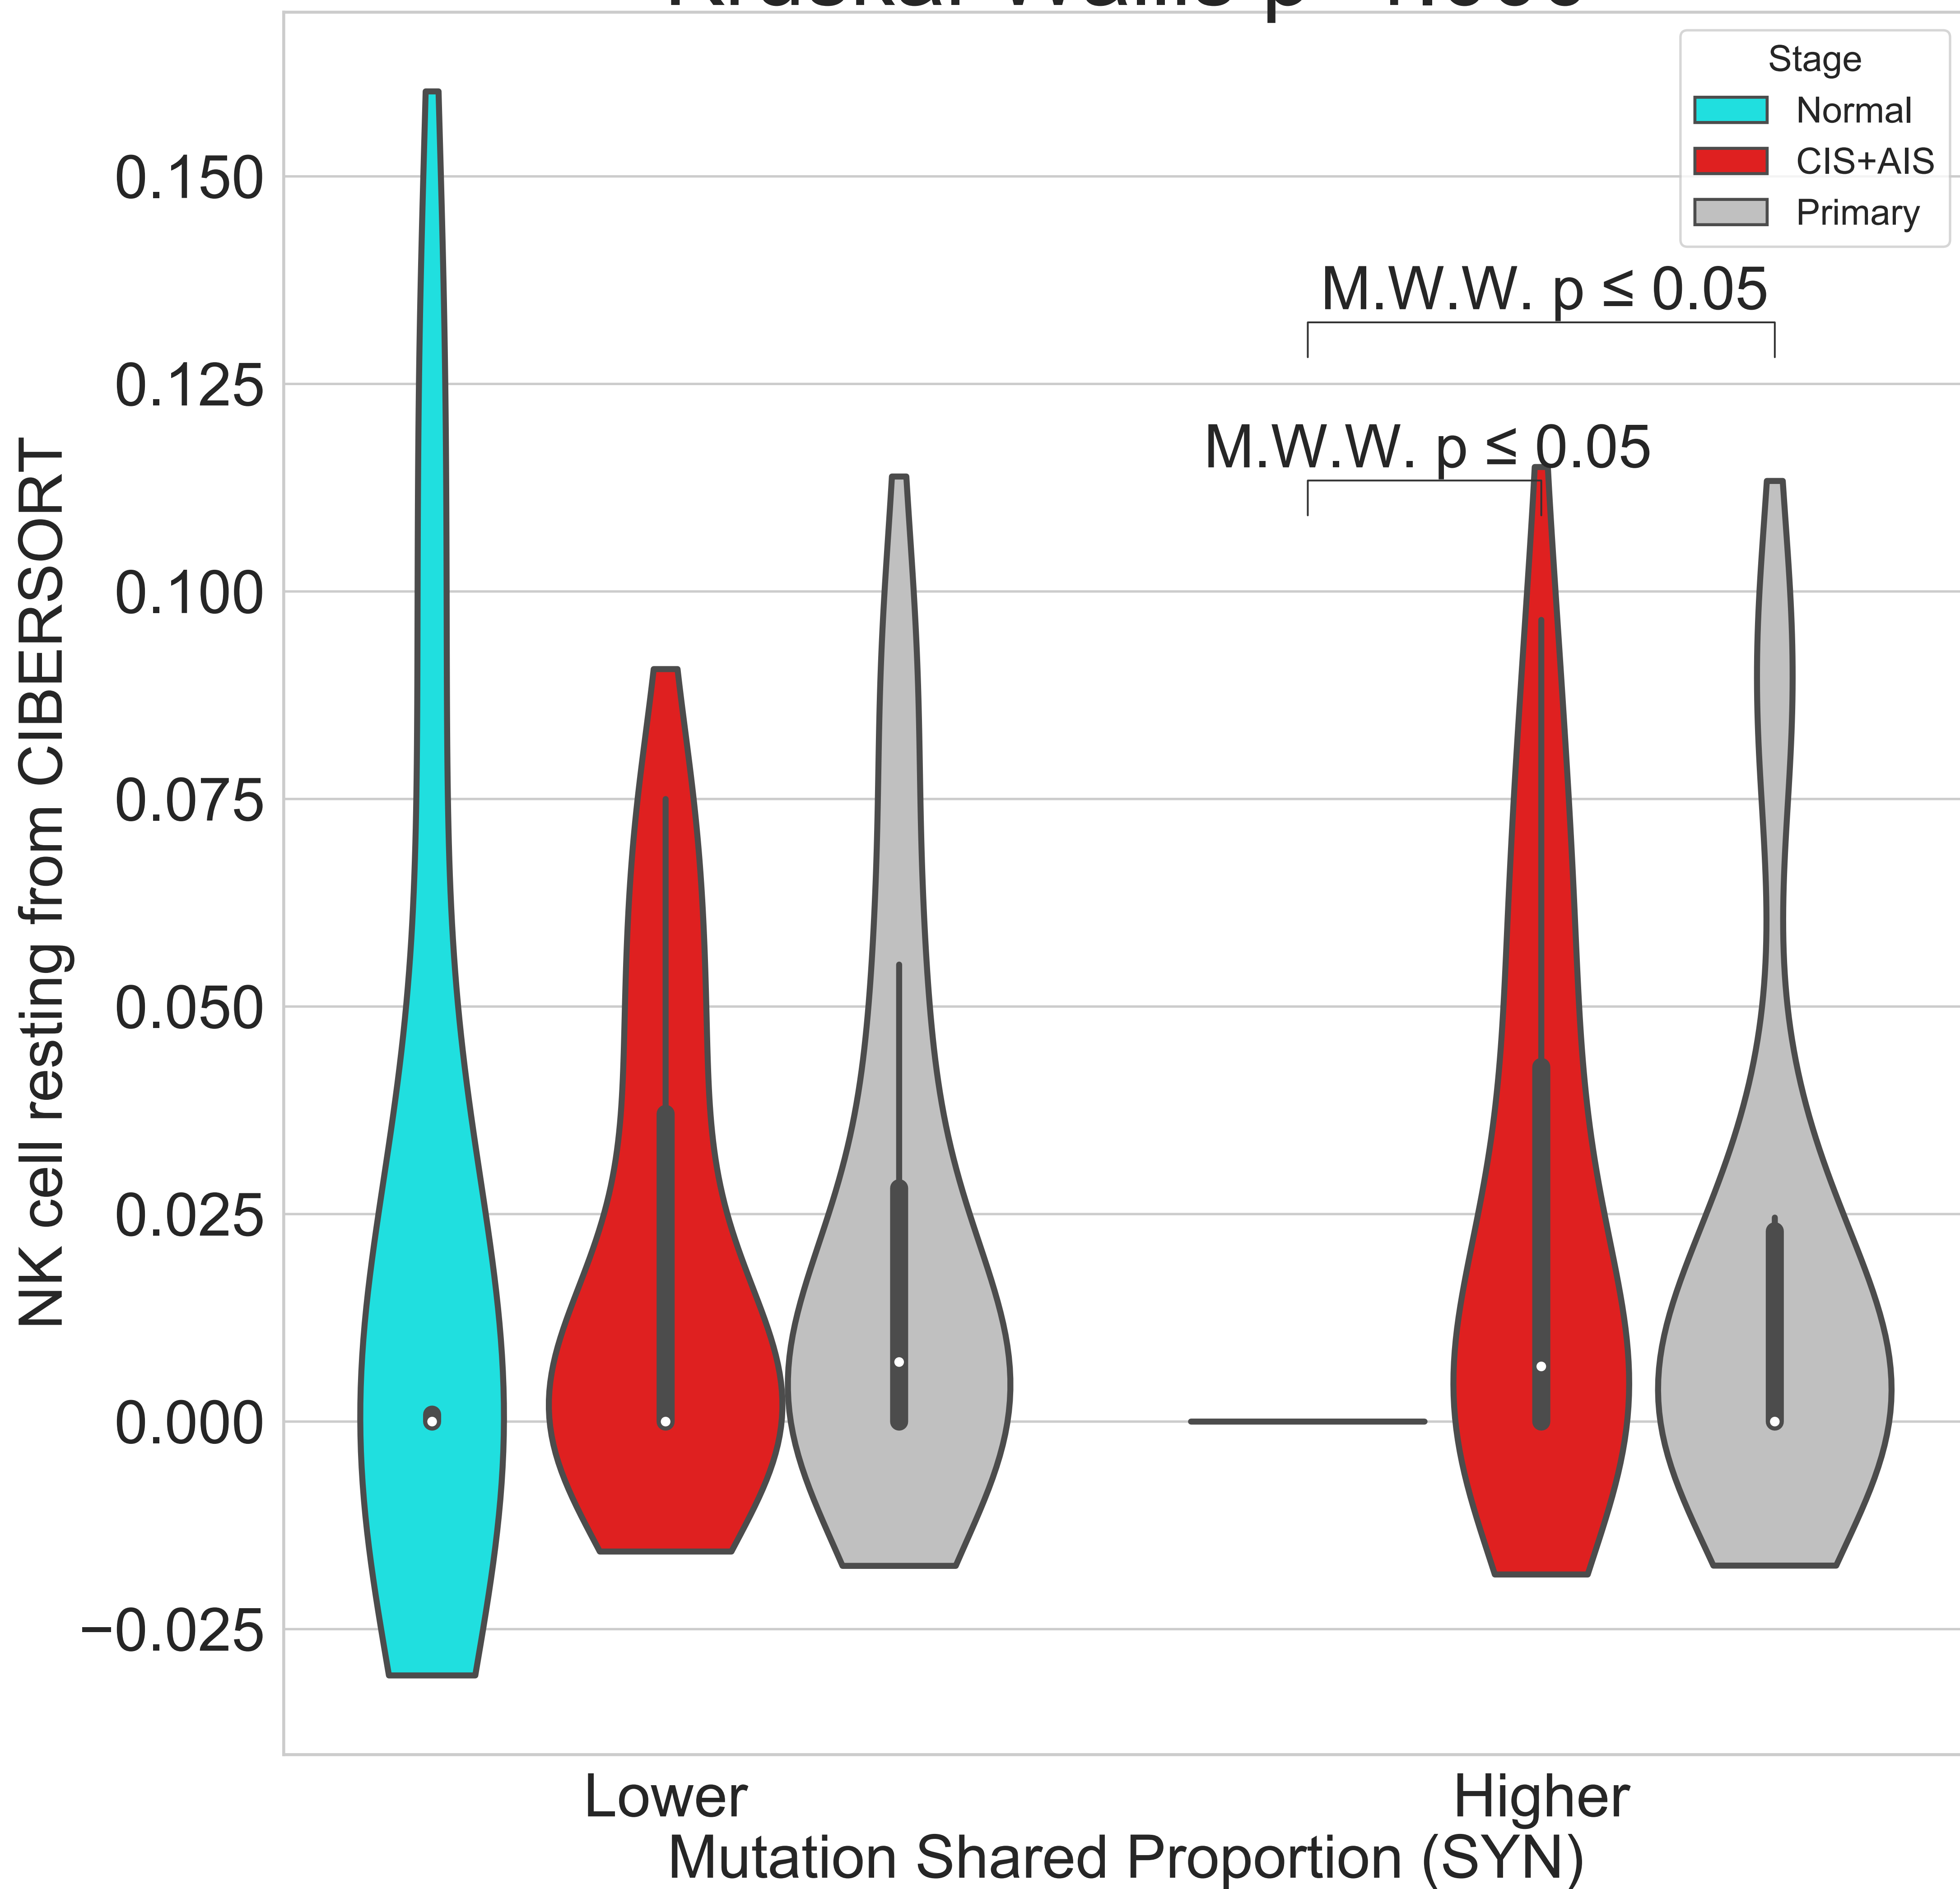 Stage
Normal
CIS+AIS
Primary
0.150
M.W.W. p ≤ 0.05
0.125
M.W.W. p ≤ 0.05
0.100
0.075
0.050
0.025
0.000
−0.025
NK cell resting from CIBERSORT
Lower
Higher
Mutation Shared Proportion (SYN)